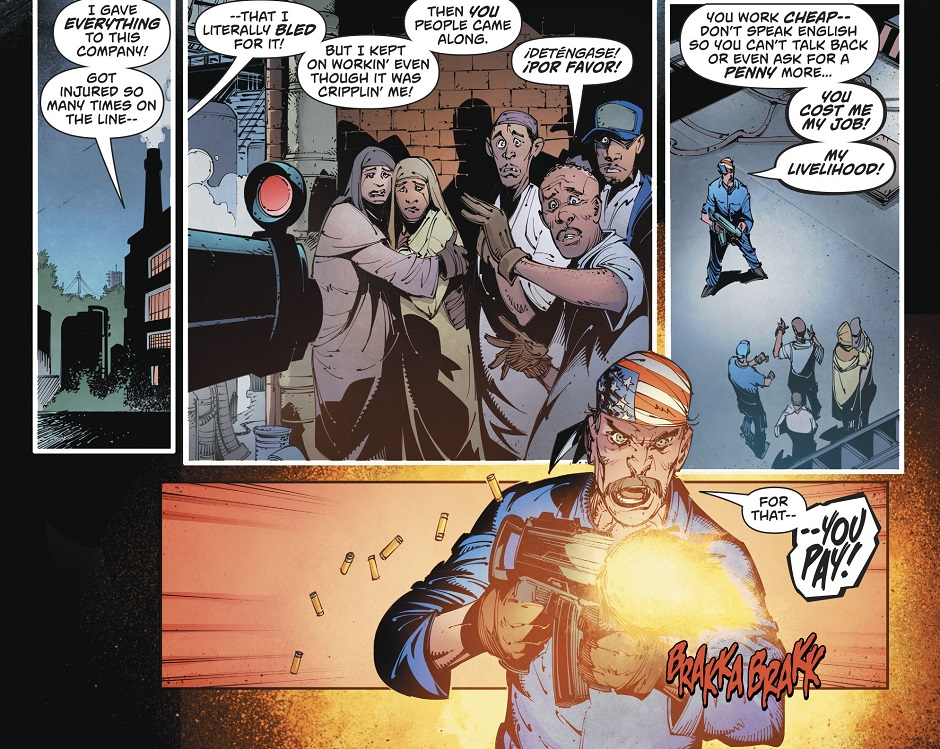 I GAVE
EVERYTHING
TO THIS
COMPANY!
GOT
INJURED SO
MANY TIMES ON
THE LINE--
--THAT I
LITERALLY BLED
FOR IT!
BUT I KEPT
ON WORKIN' EVEN
THOUGH IT WAS
CRIPPLIN' ME!
THEN YOU
PEOPLE CAME
ALONG.
¡DETÉNGASE!
¡POR FAVOR!
YOU WORK CHEAP--
DON'T SPEAK ENGLISH
SO YOU CAN'T TALK BACK
OR EVEN ASK FOR A
PENNY MORE...
YOU
COST ME
MY JOB!
MY
LIVELIHOOD!
FOR
THAT--
--YOU
PAY!
BRAKKA BRAKK